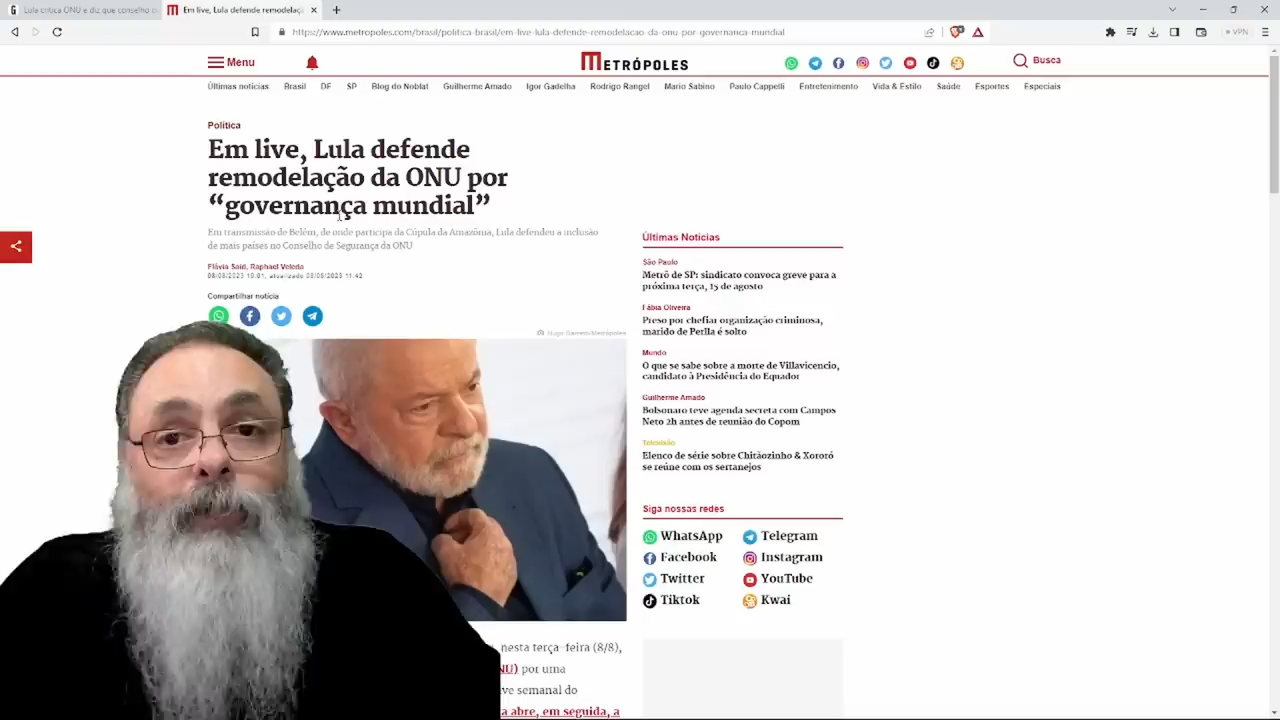 Lula critica ONU e diz que conselho d
Em live, Lula defende remodelaçã
https://www.metropoles.com/brasil/politica-brasil/em-live-lula-defende-remodelacao-da-onu-por-governanca-mundial
VPN
Menu
METRÓPOLES
Busca
Últimas notícias Brasil DF SP Blog do Noblat Guilherme Amado Igor Gadelha Rodrigo Rangel Mario Sabino Paulo Cappelli Entretenimento Vida & Estilo Saúde Esportes Especiais
Política
Em live, Lula defende
remodelação da ONU por
“governança mundial”
Em transmissão de Belém, de onde participa da Cúpula da Amazônia, Lula defendeu a inclusão
de mais países no Conselho de Segurança da ONU
Flávia Said, Raphael Veleda
08/08/2023 10:01, atualizado 08/08/2023 11:42
Compartilhar notícia
Hugo Barreto/Metrópoles
nesta terça-feira (8/8),
NU) por uma
ve semanal do
a abre, em seguida, a
Últimas Notícias
São Paulo
Metrô de SP: sindicato convoca greve para a
próxima terça, 15 de agosto
Fábia Oliveira
Preso por chefiar organização criminosa,
marido de Perlla é solto
Mundo
O que se sabe sobre a morte de Villavicencio,
candidato à Presidência do Equador
Guilherme Amado
Bolsonaro teve agenda secreta com Campos
Neto 2h antes de reunião do Copom
Televisão
Elenco de série sobre Chitãozinho & Xororó
se reúne com os sertanejos
Siga nossas redes
WhatsApp Telegram
Facebook Instagram
Twitter YouTube
Tiktok Kwai